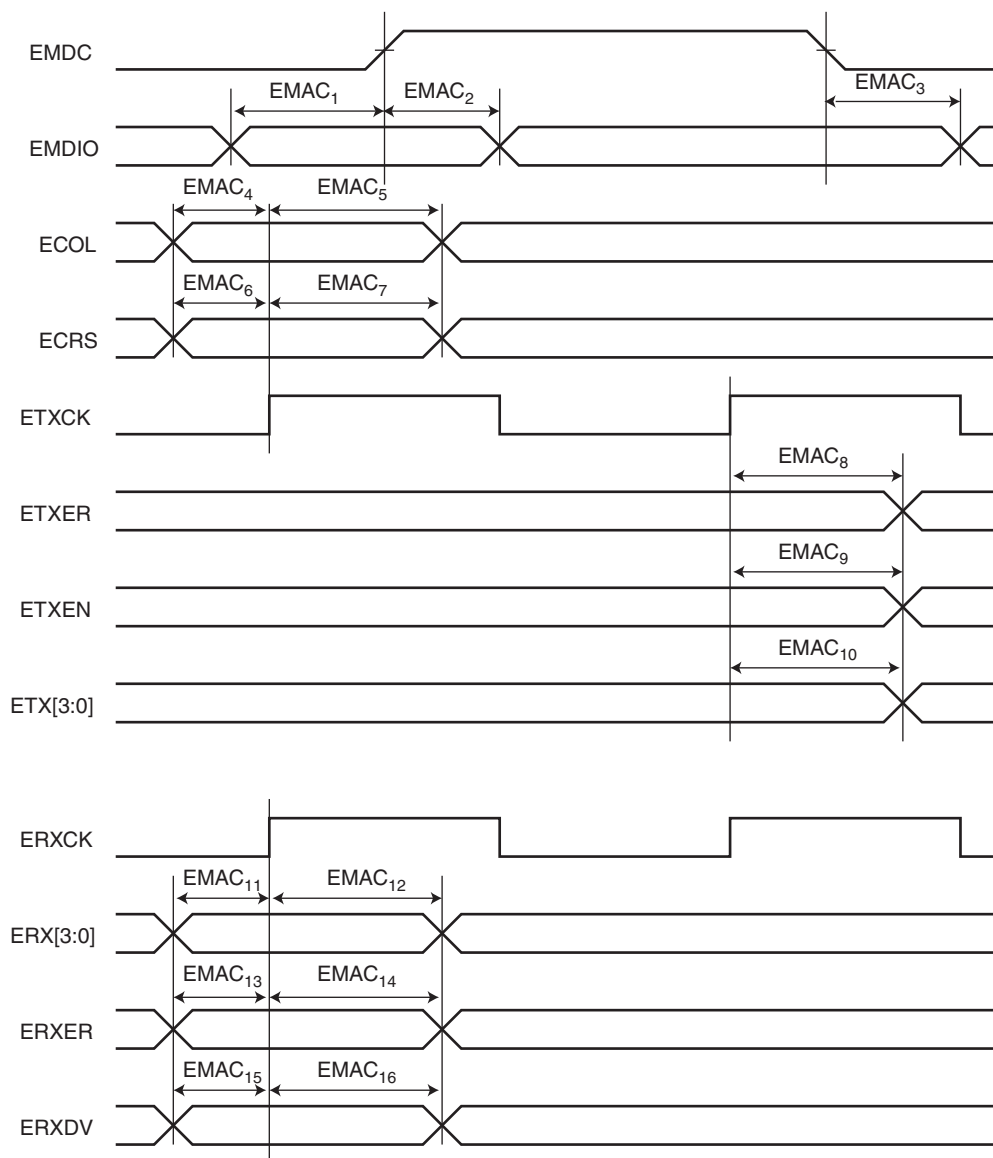 EMDC
EMAC₁ EMAC₂ EMAC₃
EMDIO
EMAC₄ EMAC₅
ECOL
EMAC₆ EMAC₇
ECRS
ETXCK
EMAC₈
ETXER
EMAC₉
ETXEN
EMAC₁₀
ETX[3:0]
ERXCK
EMAC₁₁ EMAC₁₂
ERX[3:0]
EMAC₁₃ EMAC₁₄
ERXER
EMAC₁₅ EMAC₁₆
ERXDV